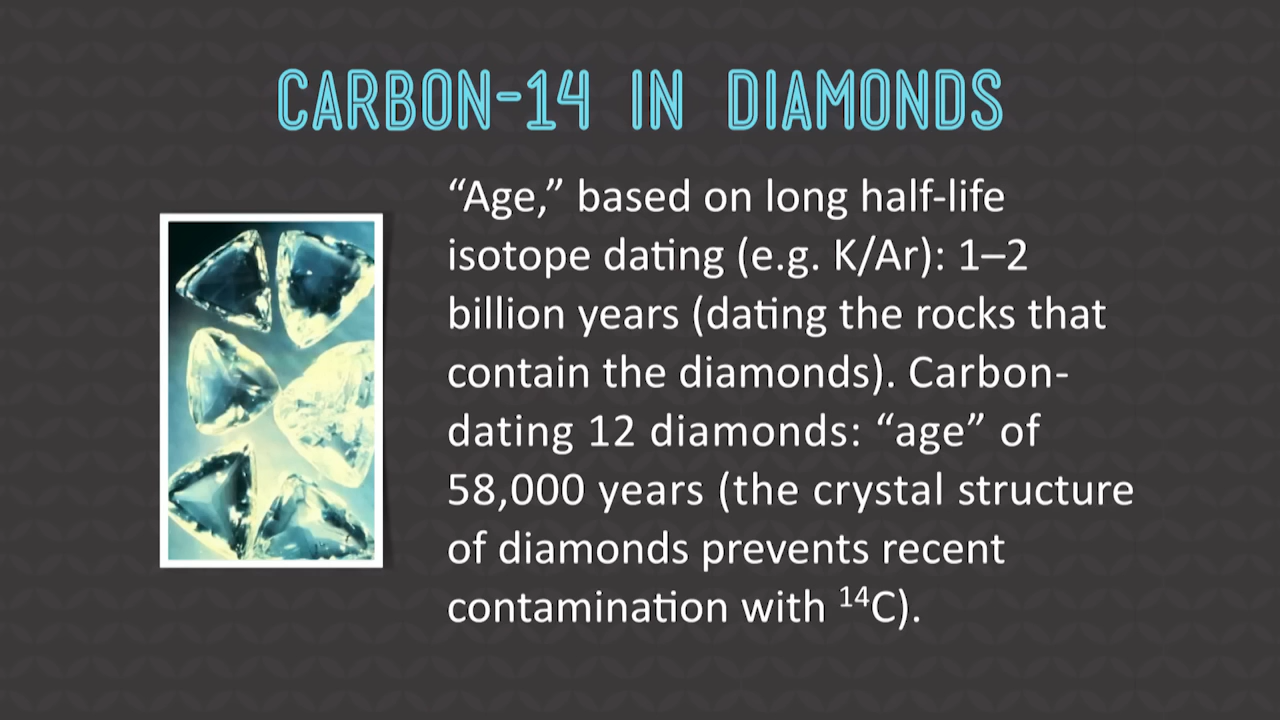 CARBON-14 IN DIAMONDS
“Age,” based on long half-life
isotope dating (e.g. K/Ar): 1–2
billion years (dating the rocks that
contain the diamonds). Carbon-
dating 12 diamonds: “age” of
58,000 years (the crystal structure
of diamonds prevents recent
contamination with ¹⁴C).